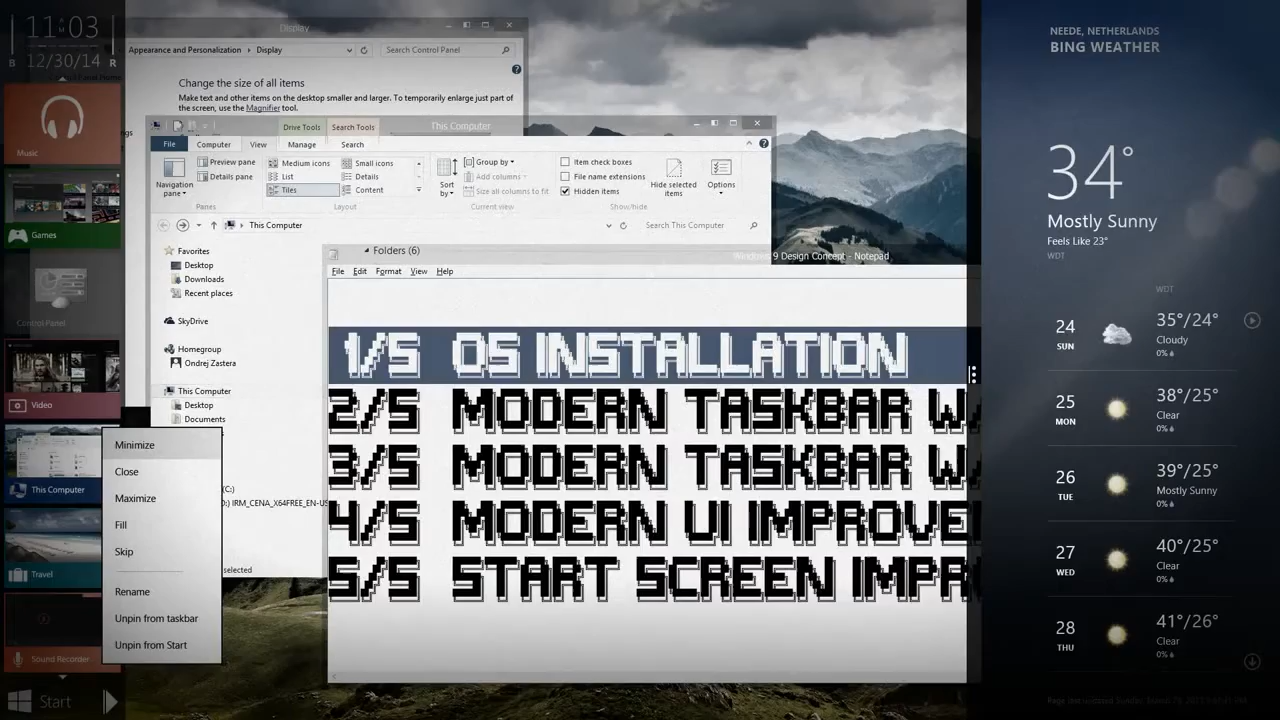 11:03
M
B 12/30/14 R
Music
Games
Control Panel
Video
This Computer
Travel
Sound Recorder
Start
Display
Appearance and Personalization Display
Search Control Panel
Change the size of all items
Make text and other items on the desktop smaller and larger. To temporarily enlarge just part of
the screen, use the Magnifier tool.
Drive Tools Search Tools This Computer
File Computer View Manage Search
Navigation
pane
Preview pane
Details pane
Panes
Medium icons Small icons
List Details
Tiles Content
Layout
Sort
by
Group by
Add columns
Size all columns to fit
Current view
Item check boxes
File name extensions
Hidden items
Hide selected
items
Show/hide
Options
This Computer
Search This Computer
Favorites
Desktop
Downloads
Recent places
SkyDrive
Homegroup
Ondrej Zastera
This Computer
Desktop
Documents
(C:)
:) IRM_CENA_X64FREE_EN-US
selected
Folders (6)
9 Design Concept - Notepad
File Edit Format View Help
1/5 OS INSTALLATION
2/5 MODERN TASKBAR
3/5 MODERN TASKBAR
4/5 MODERN UI
5/5 START SCREEN
Minimize
Close
Maximize
Fill
Skip
Rename
Unpin from taskbar
Unpin from Start
NEEDE, NETHERLANDS
BING WEATHER
34°
Mostly Sunny
Feels Like 23°
WDT
WDT
24 SUN 35°/24° Cloudy 0%
25 MON 38°/25° Clear 0%
26 TUE 39°/25° Mostly Sunny 0%
27 WED 40°/25° Clear 0%
28 THU 41°/26° Clear 0%